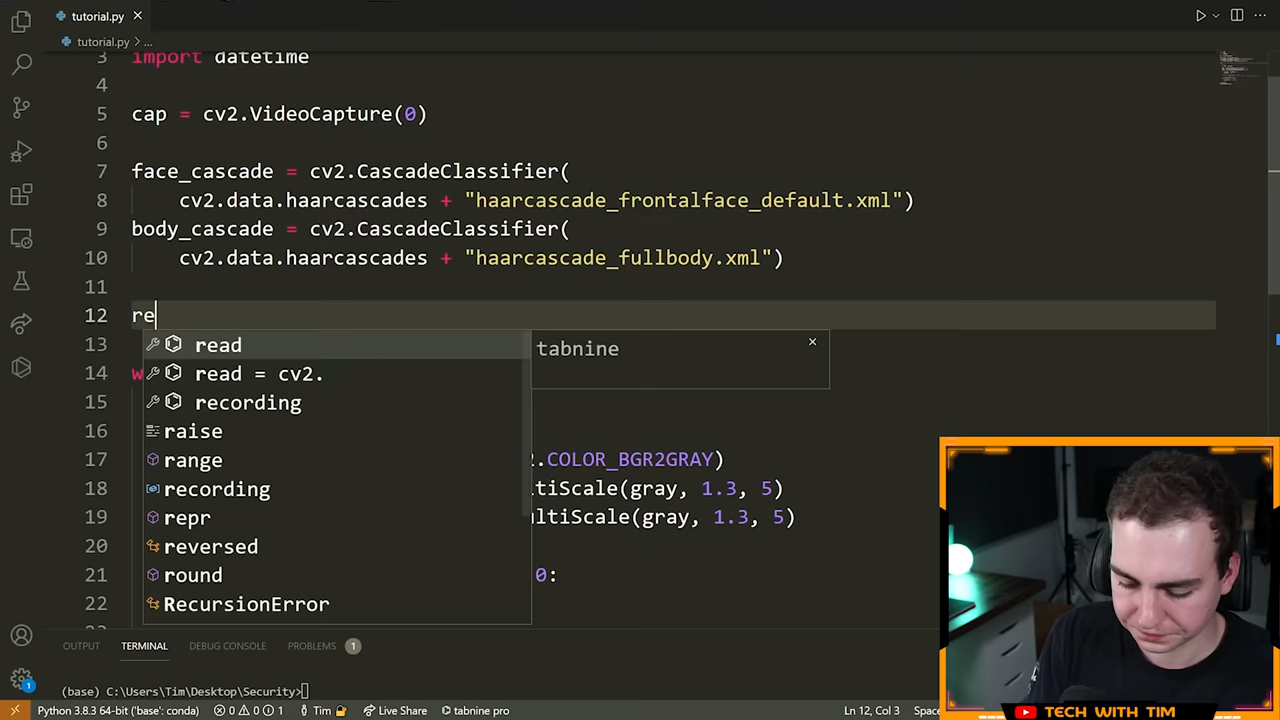 tutorial.py
tutorial.py > ...
3 import datetime
4
5 cap = cv2.VideoCapture(0)
6
7 face_cascade = cv2.CascadeClassifier(
8 cv2.data.haarcascades + "haarcascade_frontalface_default.xml")
9 body_cascade = cv2.CascadeClassifier(
10 cv2.data.haarcascades + "haarcascade_fullbody.xml")
11
12 re
13 read tabnine
14 w read = cv2.
15 recording
16 raise
17 range 2.COLOR_BGR2GRAY)
18 recording ltiScale(gray, 1.3, 5)
19 repr ultiScale(gray, 1.3, 5)
20 reversed
21 round 0:
22 RecursionError
OUTPUT TERMINAL DEBUG CONSOLE PROBLEMS 1
(base) C:\Users\Tim\Desktop\Security>
1 Python 3.8.3 64-bit ('base': conda) 0 0 1 Tim Live Share tabnine pro Ln 12, Col 3 Space
TECH WITH TIM